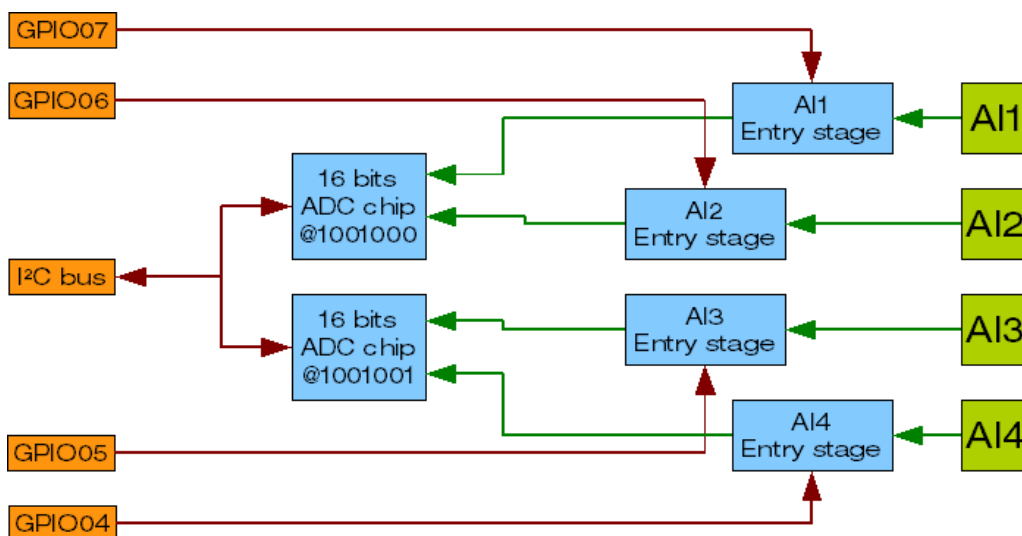 GPIO07
GPIO06
AI1
Entry stage
AI1
16 bits
ADC chip
@1001000
AI2
Entry stage
AI2
I²C bus
16 bits
ADC chip
@1001001
AI3
Entry stage
AI3
GPIO05
AI4
Entry stage
AI4
GPIO04